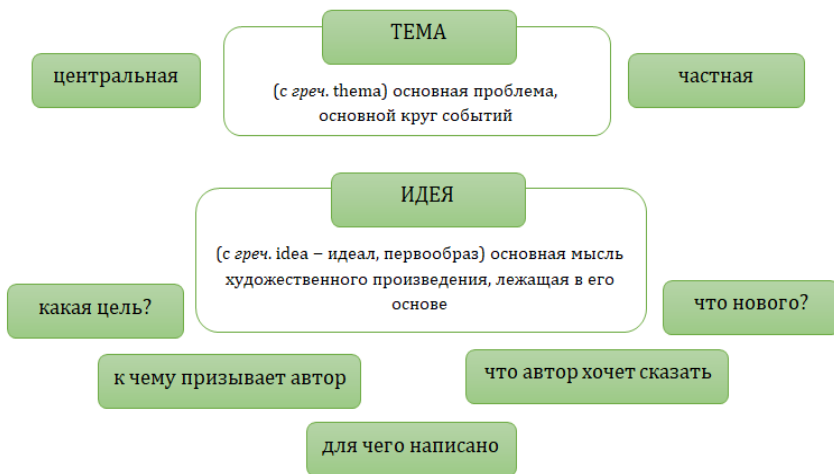 ТЕМА
центральная
частная
(с греч. thema) основная проблема,
основной круг событий
ИДЕЯ
(с греч. idea – идеал, первообраз) основная мысль
художественного произведения, лежащая в его
основе
какая цель?
что нового?
к чему призывает автор
что автор хочет сказать
для чего написано